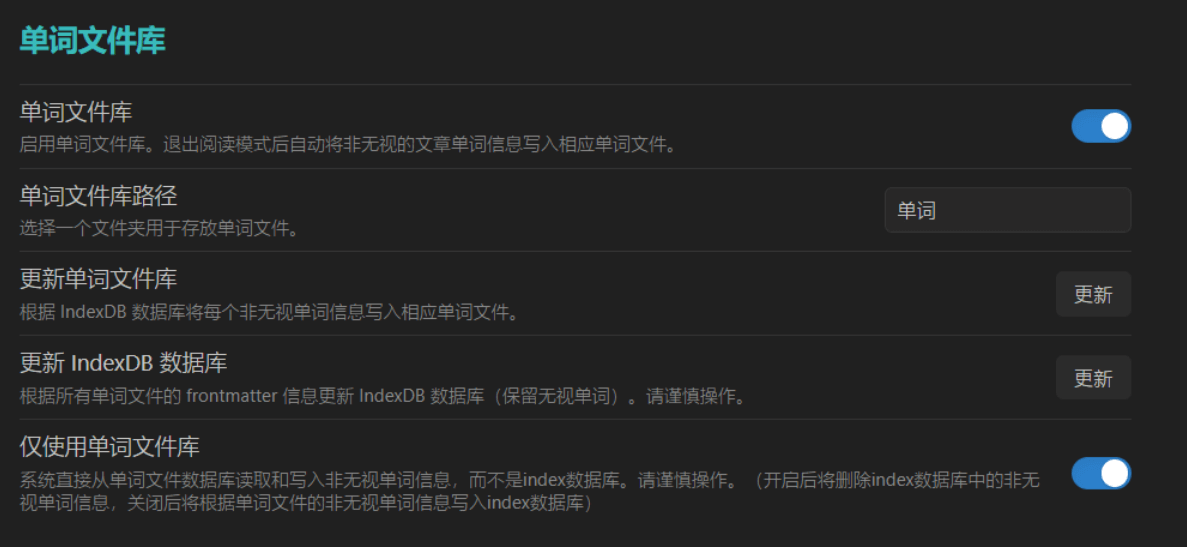 单词文件库
单词文件库
启用单词文件库。退出阅读模式后自动将非无视的文章单词信息写入相应单词文件。
单词文件库路径
单词
选择一个文件夹用于存放单词文件。
更新单词文件库
更新
根据 IndexDB 数据库将每个非无视单词信息写入相应单词文件。
更新 IndexDB 数据库
更新
根据所有单词文件的 frontmatter 信息更新 IndexDB 数据库（保留无视单词）。请谨慎操作。
仅使用单词文件库
系统直接从单词文件数据库读取和写入非无视单词信息，而不是index数据库。请谨慎操作。（开启后将删除index数据库中的非无
视单词信息，关闭后将根据单词文件的非无视单词信息写入index数据库）